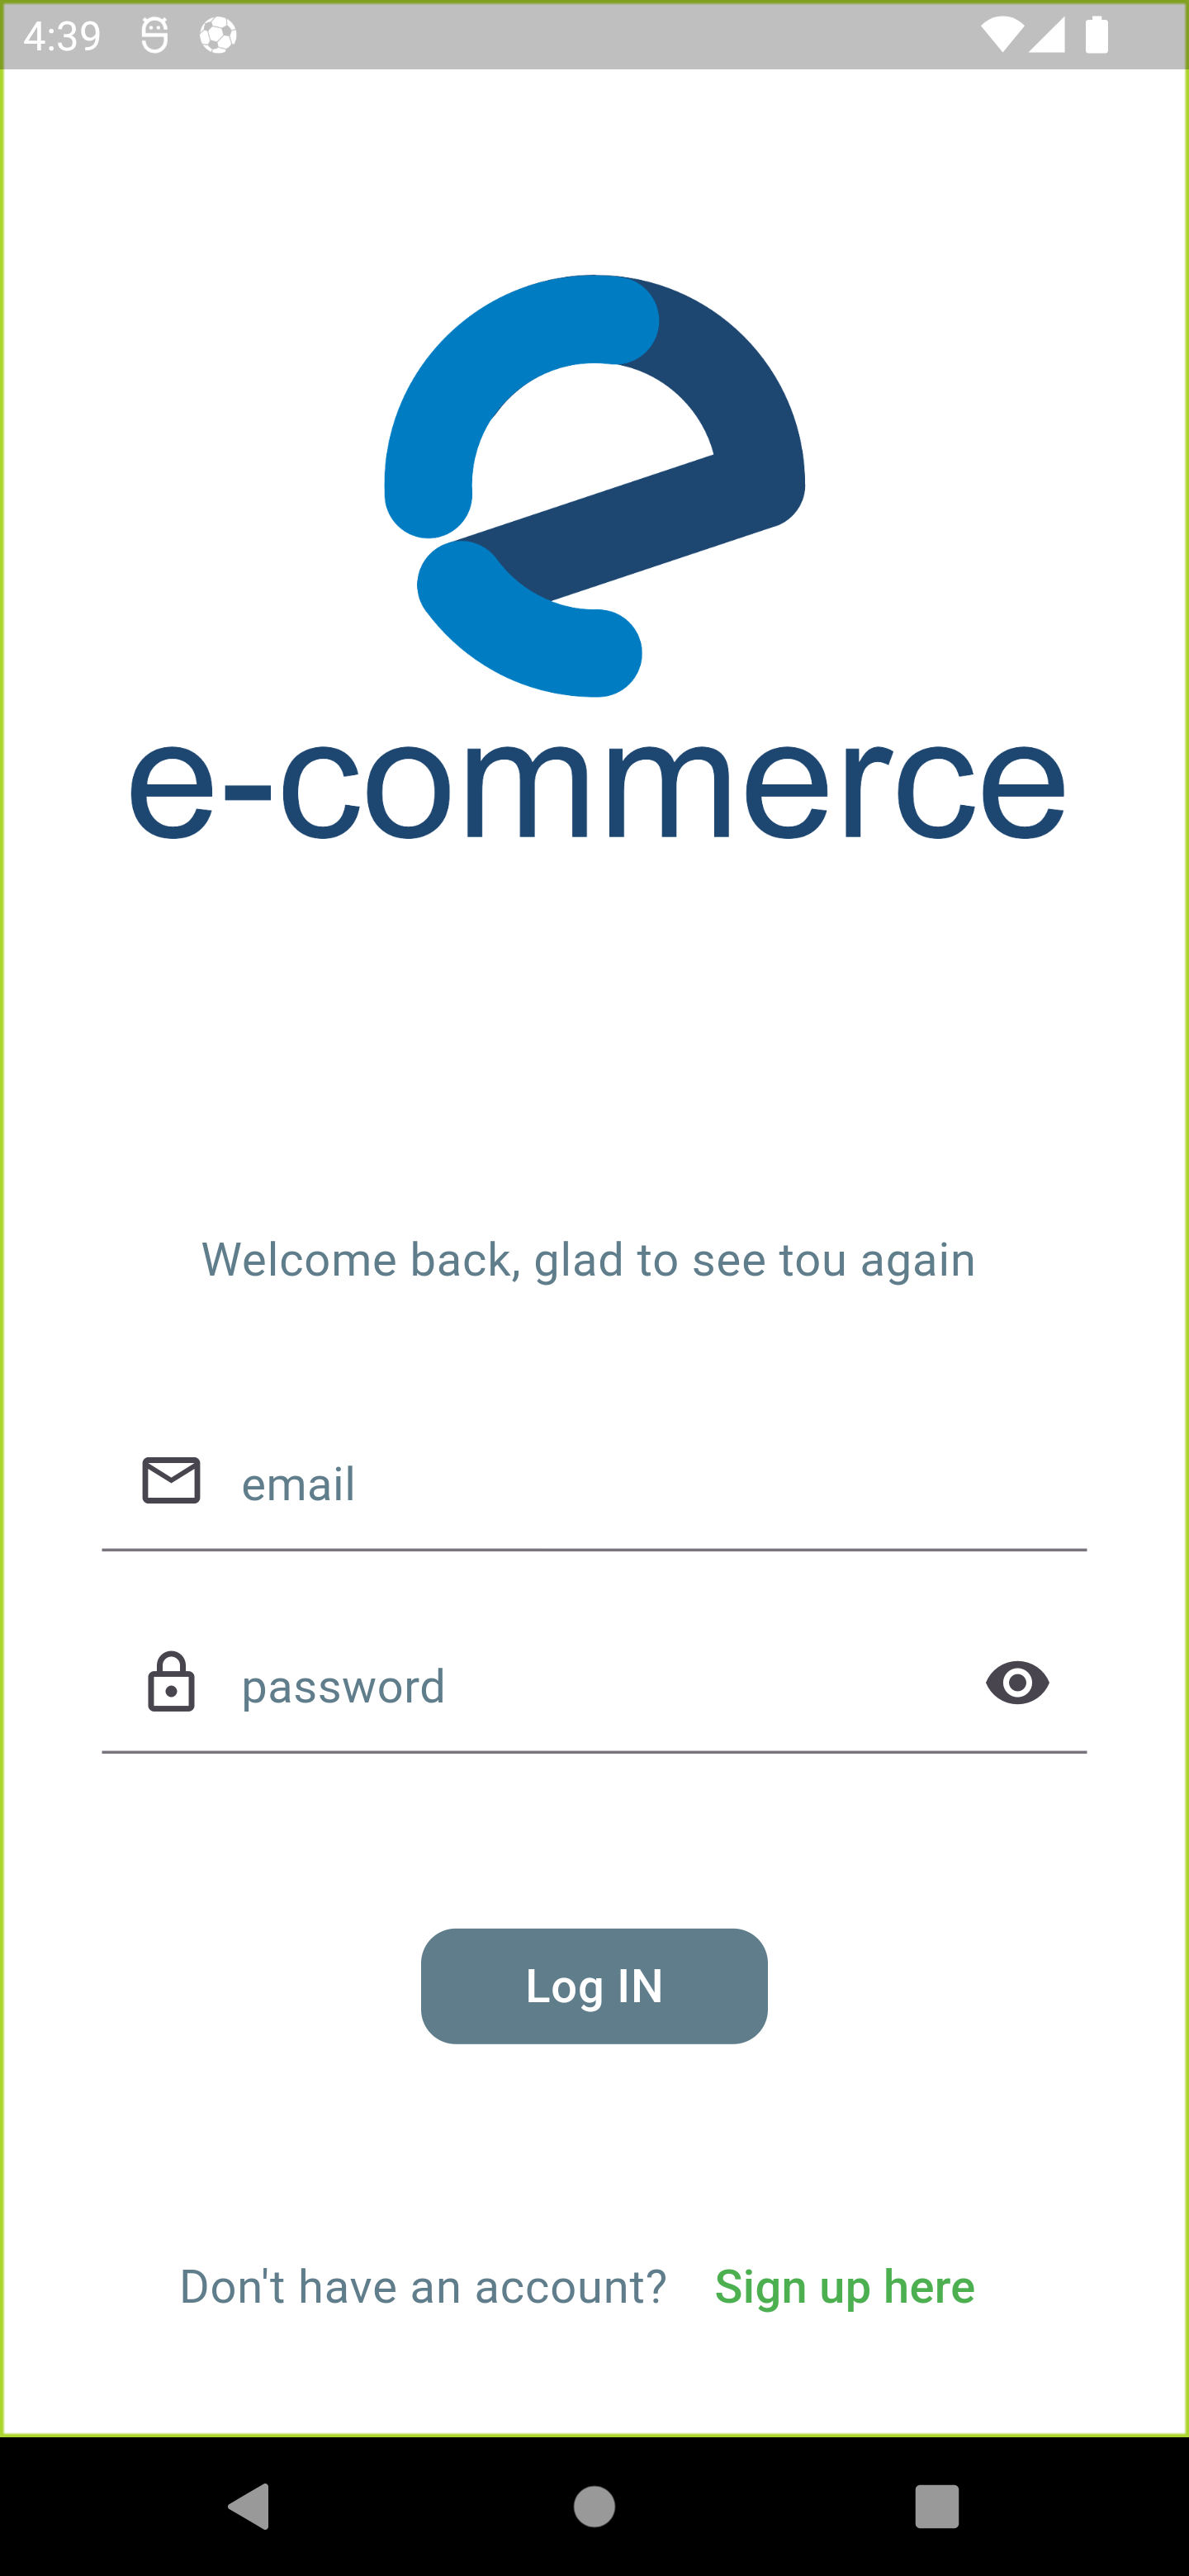 4:39
e-commerce
Welcome back, glad to see tou again
email
password
Log IN
Don't have an account? Sign up here